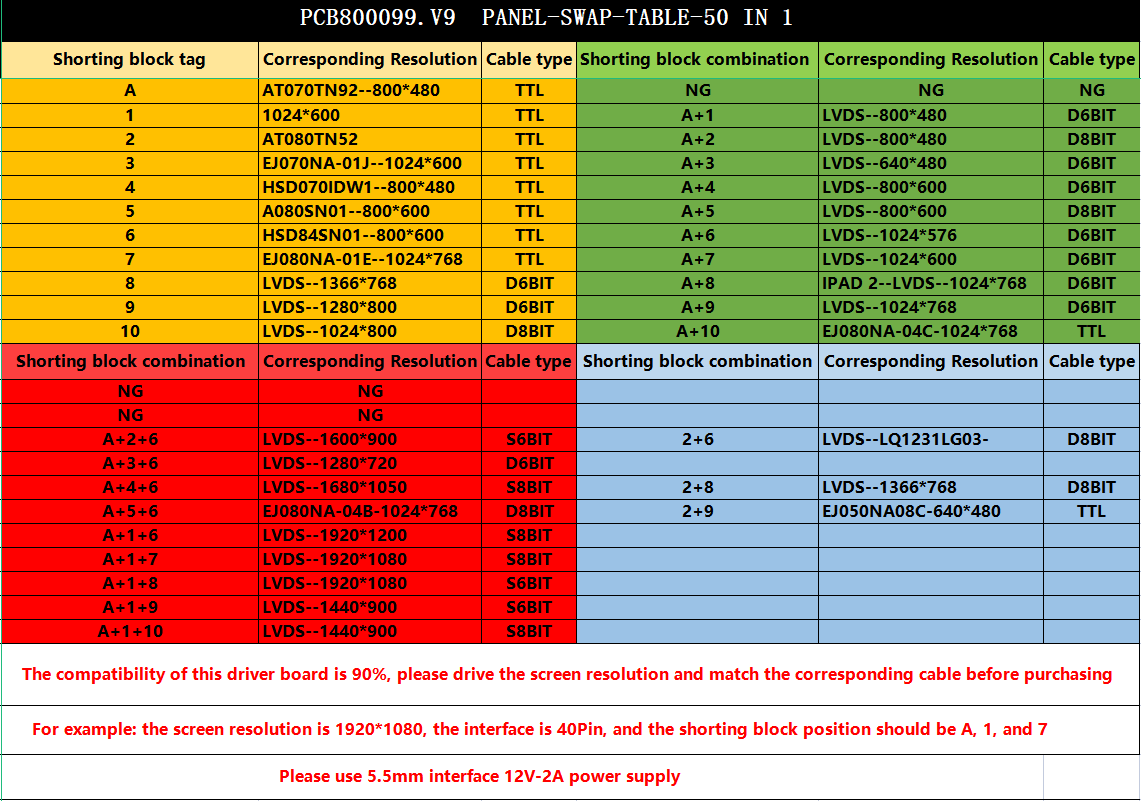 PCB800099.V9 PANEL-SWAP-TABLE-50 IN 1
Shorting block tag Corresponding Resolution Cable type Shorting block combination Corresponding Resolution Cable type
A AT070TN92--800*480 TTL NG NG NG
1 1024*600 TTL A+1 LVDS--800*480 D6BIT
2 AT080TN52 TTL A+2 LVDS--800*480 D8BIT
3 EJ070NA-01J--1024*600 TTL A+3 LVDS--640*480 D6BIT
4 HSD070IDW1--800*480 TTL A+4 LVDS--800*600 D6BIT
5 A080SN01--800*600 TTL A+5 LVDS--800*600 D8BIT
6 HSD84SN01--800*600 TTL A+6 LVDS--1024*576 D6BIT
7 EJ080NA-01E--1024*768 TTL A+7 LVDS--1024*600 D6BIT
8 LVDS--1366*768 D6BIT A+8 IPAD 2--LVDS--1024*768 D6BIT
9 LVDS--1280*800 D6BIT A+9 LVDS--1024*768 D6BIT
10 LVDS--1024*800 D8BIT A+10 EJ080NA-04C-1024*768 TTL
Shorting block combination Corresponding Resolution Cable type Shorting block combination Corresponding Resolution Cable type
NG NG
NG NG
A+2+6 LVDS--1600*900 S6BIT 2+6 LVDS--LQ1231LG03- D8BIT
A+3+6 LVDS--1280*720 D6BIT
A+4+6 LVDS--1680*1050 S8BIT 2+8 LVDS--1366*768 D8BIT
A+5+6 EJ080NA-04B-1024*768 D8BIT 2+9 EJ050NA08C-640*480 TTL
A+1+6 LVDS--1920*1200 S8BIT
A+1+7 LVDS--1920*1080 S8BIT
A+1+8 LVDS--1920*1080 S6BIT
A+1+9 LVDS--1440*900 S6BIT
A+1+10 LVDS--1440*900 S8BIT
The compatibility of this driver board is 90%, please drive the screen resolution and match the corresponding cable before purchasing
For example: the screen resolution is 1920*1080, the interface is 40Pin, and the shorting block position should be A, 1, and 7
Please use 5.5mm interface 12V-2A power supply